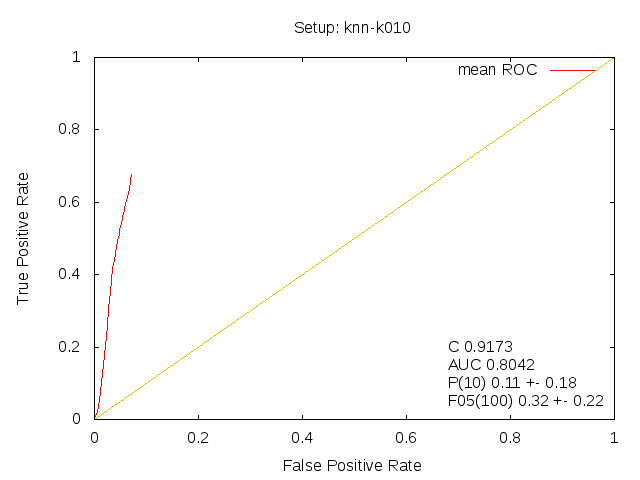 Setup: knn-k010
mean ROC
1
0.8
0.6
0.4
0.2
0
True Positive Rate
C 0.9173
AUC 0.8042
P(10) 0.11 +- 0.18
F05(100) 0.32 +- 0.22
0 0.2 0.4 0.6 0.8 1
False Positive Rate